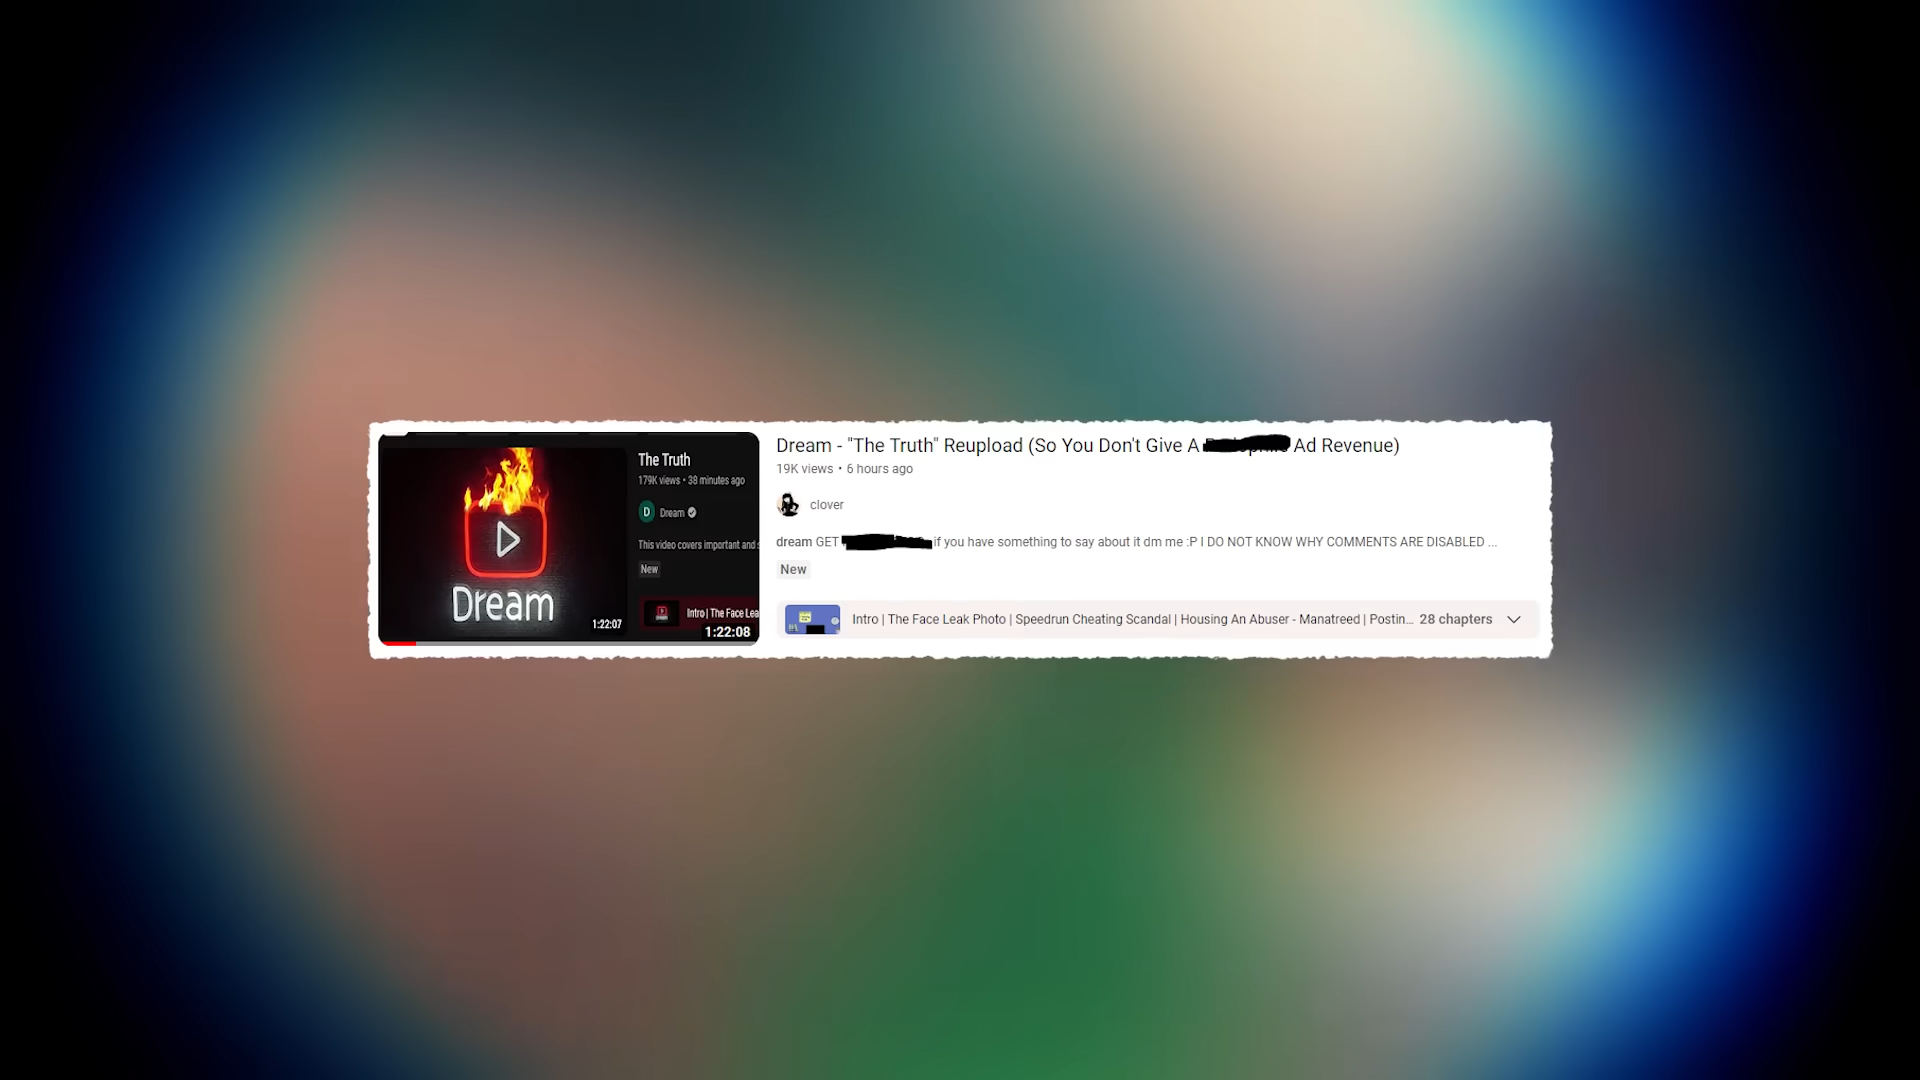 The Truth
179K views • 38 minutes ago
D Dream
This video covers important and s
New
Intro | The Face Lea
Dream
1:22:07
1:22:08
Dream - "The Truth" Reupload (So You Don't Give A Ad Revenue)
19K views • 6 hours ago
clover
dream GET if you have something to say about it dm me :P I DO NOT KNOW WHY COMMENTS ARE DISABLED ...
New
Intro | The Face Leak Photo | Speedrun Cheating Scandal | Housing An Abuser - Manatreed | Postin... 28 chapters